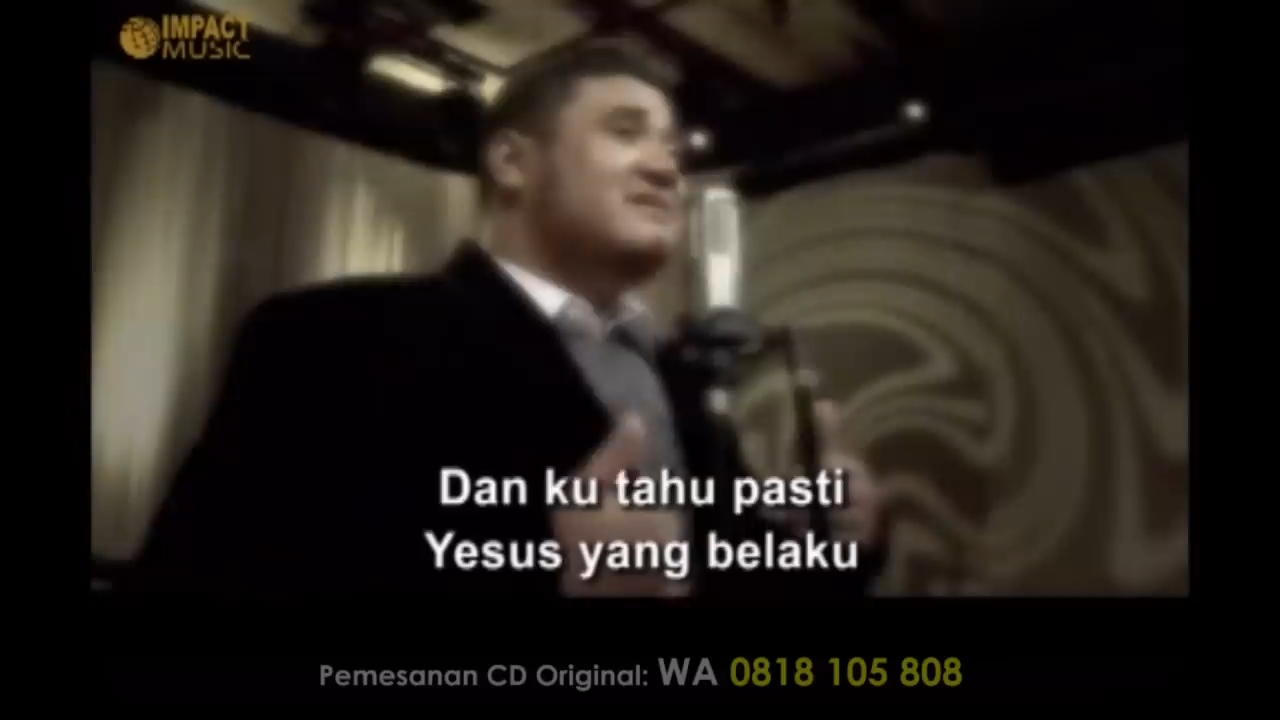 IMPACT
MUSIC
Dan ku tahu pasti
Yesus yang belaku
Pemesanan CD Original: WA 0818 105 808